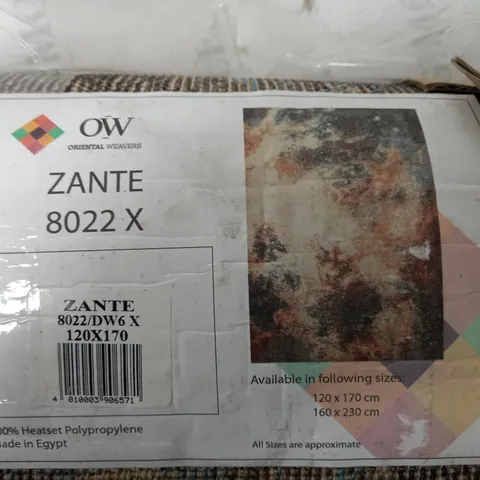 OW
ORIENTAL WEAVERS
ZANTE
8022 X
ZANTE
8022/DW6 X
120X170
4 010003 906571
00% Heatset Polypropylene
ade in Egypt
Available in following sizes:
120 x 170 cm
160 x 230 cm
All Sizes are approximate